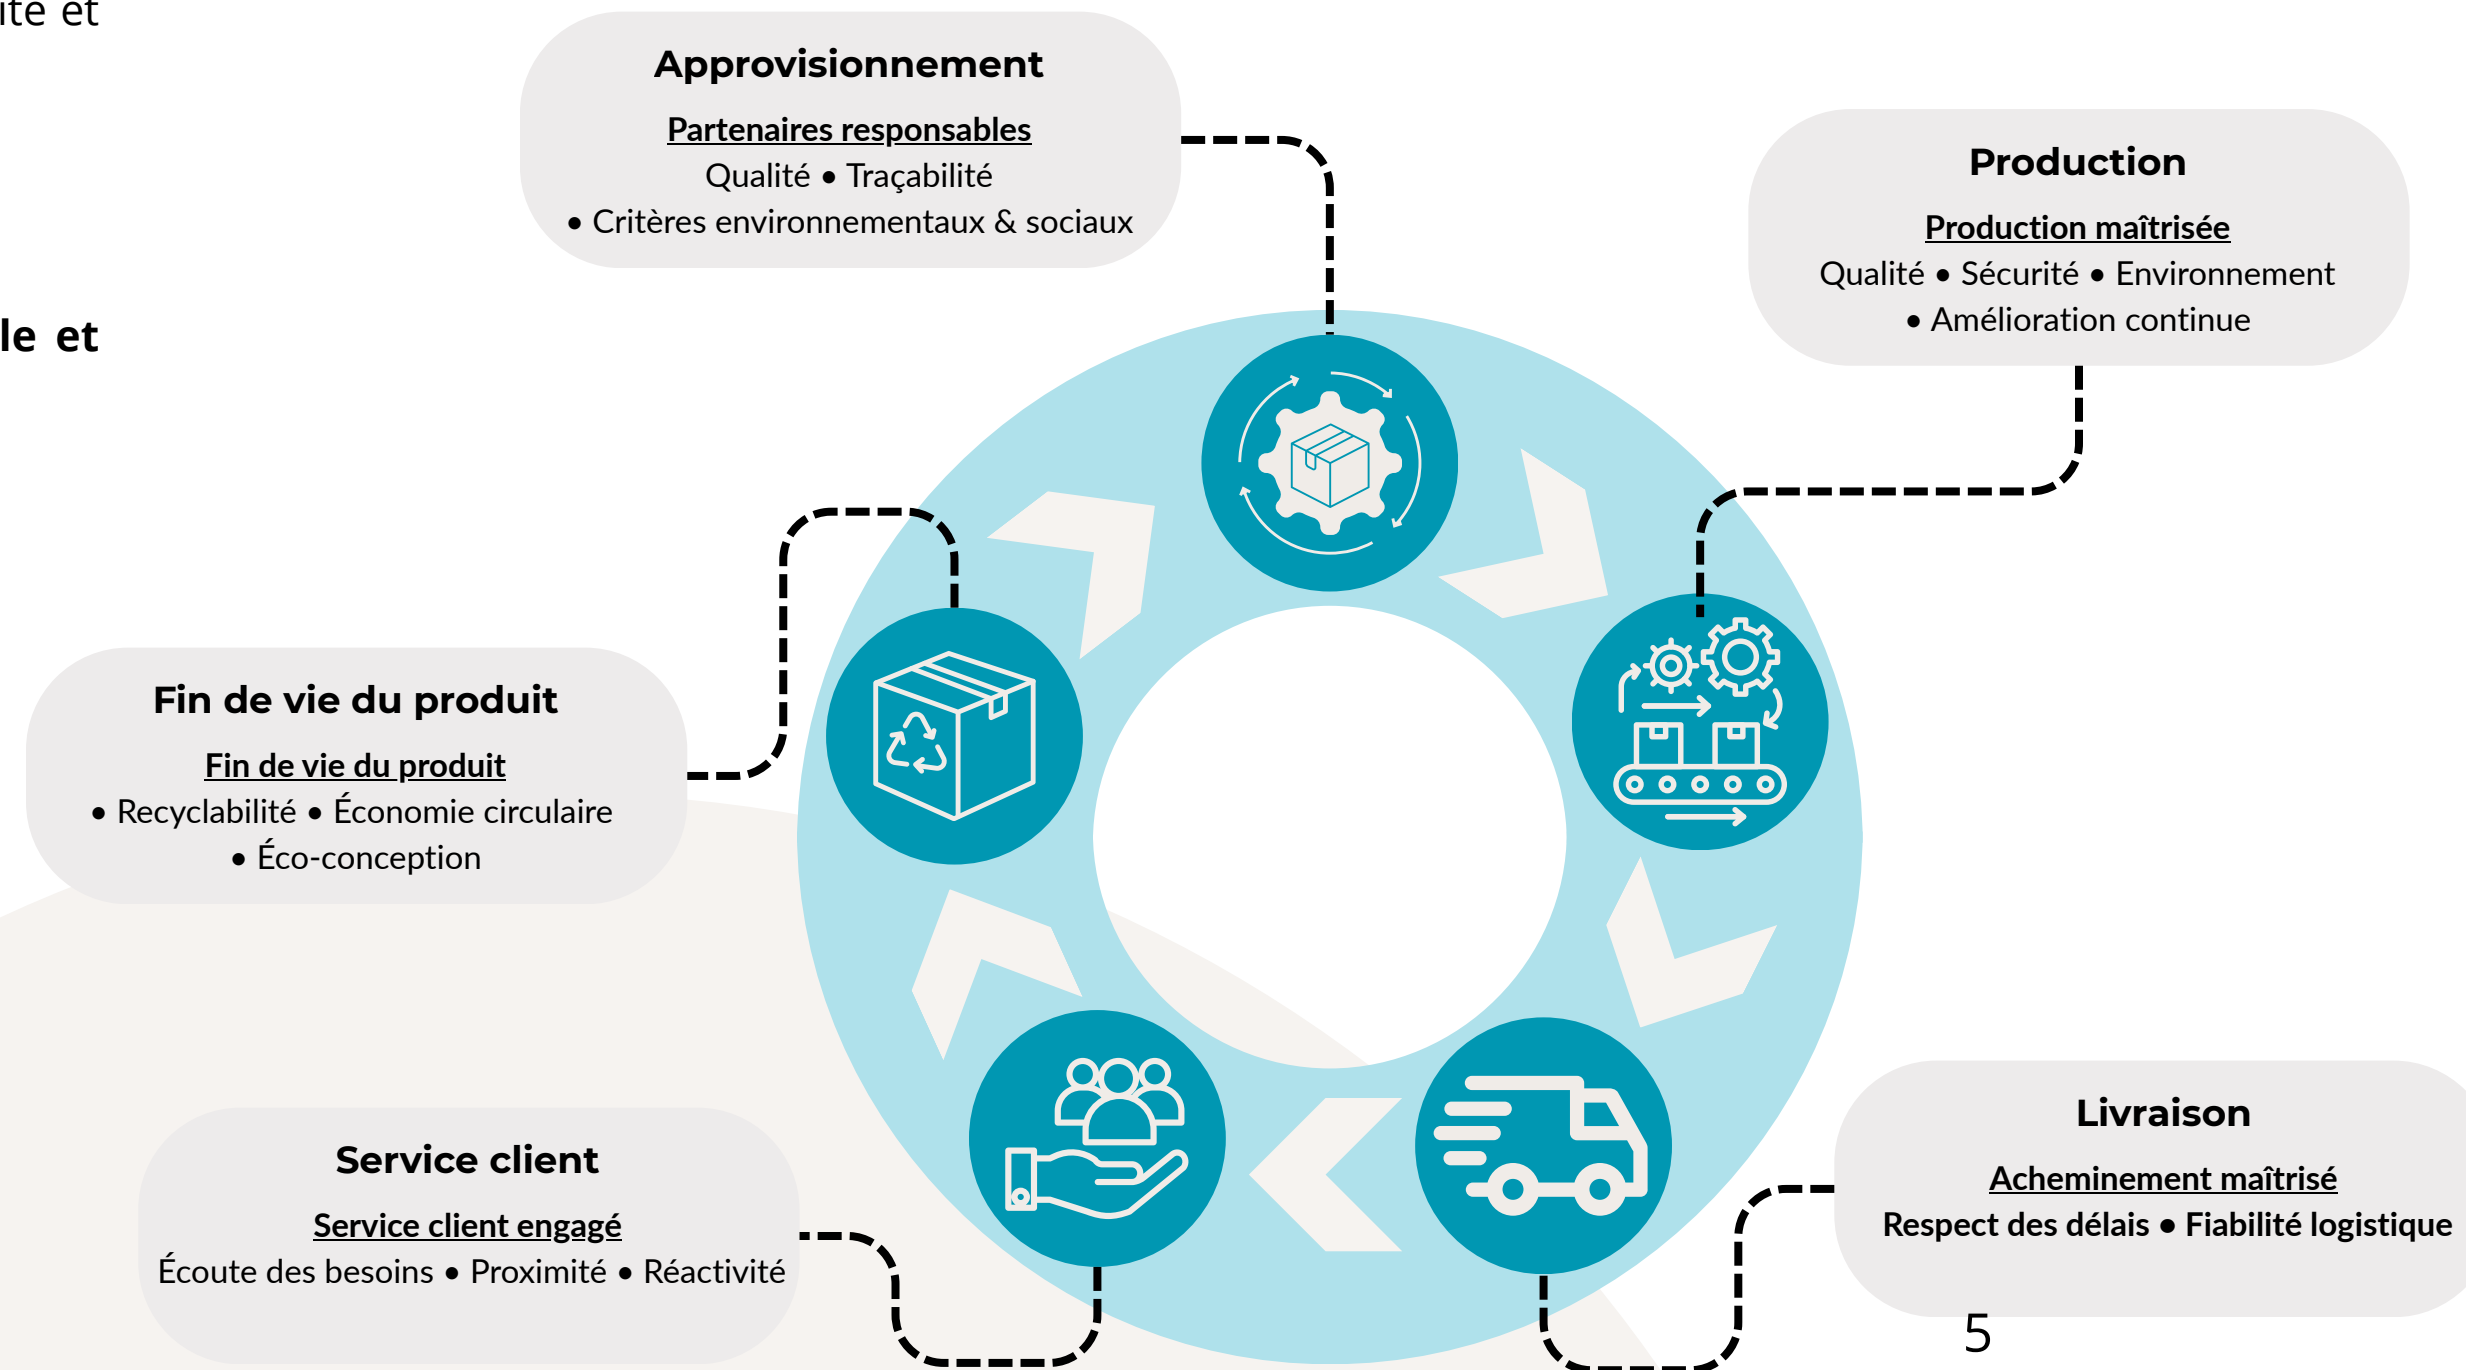 et
Approvisionnement
Partenaires responsables
Qualité • Traçabilité
• Critères environnementaux & sociaux
Production
Production maîtrisée
Qualité • Sécurité • Environnement
• Amélioration continue
et
Fin de vie du produit
Fin de vie du produit
• Recyclabilité • Économie circulaire
• Éco-conception
Service client
Service client engagé
Écoute des besoins • Proximité • Réactivité
Livraison
Acheminement maîtrisé
Respect des délais • Fiabilité logistique
5